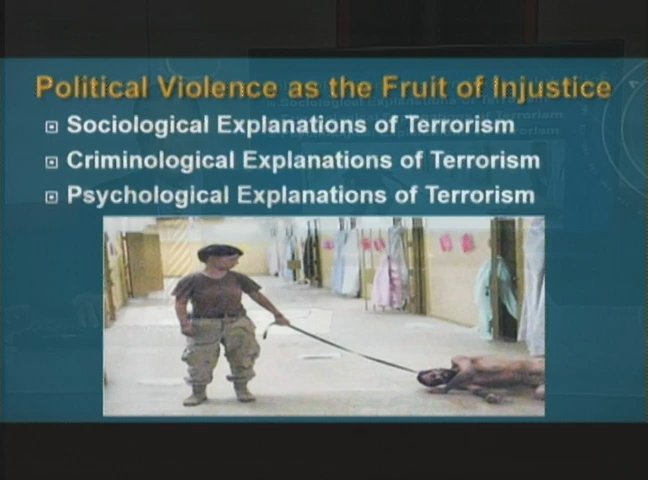 Political Violence as the Fruit of Injustice
Sociological Explanations of Terrorism
Criminological Explanations of Terrorism
Psychological Explanations of Terrorism